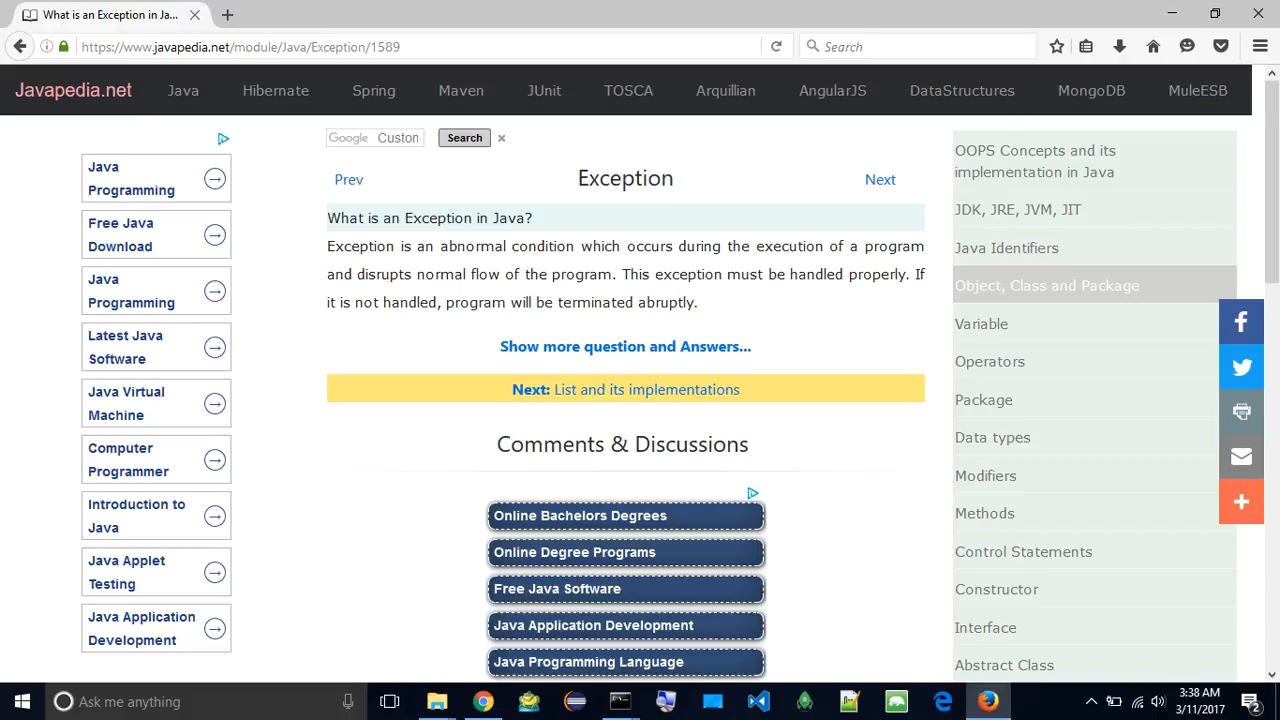 What is an Exception in Ja...
https://www.javapedia.net/module/Java/Exception/1589
Search
Javapedia.net
Java
Hibernate
Spring
Maven
JUnit
TOSCA
Arquillian
AngularJS
DataStructures
MongoDB
MuleESB
Java
Programming
Free Java
Download
Java
Programming
Latest Java
Software
Java Virtual
Machine
Computer
Programmer
Introduction to
Java
Java Applet
Testing
Java Application
Development
Google Custon
Search
Prev
Exception
Next
What is an Exception in Java?
Exception is an abnormal condition which occurs during the execution of a program
and disrupts normal flow of the program. This exception must be handled properly. If
it is not handled, program will be terminated abruptly.
Show more question and Answers...
Next: List and its implementations
Comments & Discussions
Online Bachelors Degrees
Online Degree Programs
Free Java Software
Java Application Development
Java Programming Language
OOPS Concepts and its
implementation in Java
JDK, JRE, JVM, JIT
Java Identifiers
Object, Class and Package
Variable
Operators
Package
Data types
Modifiers
Methods
Control Statements
Constructor
Interface
Abstract Class
Ask me anything
3:38 AM
3/11/2017
2